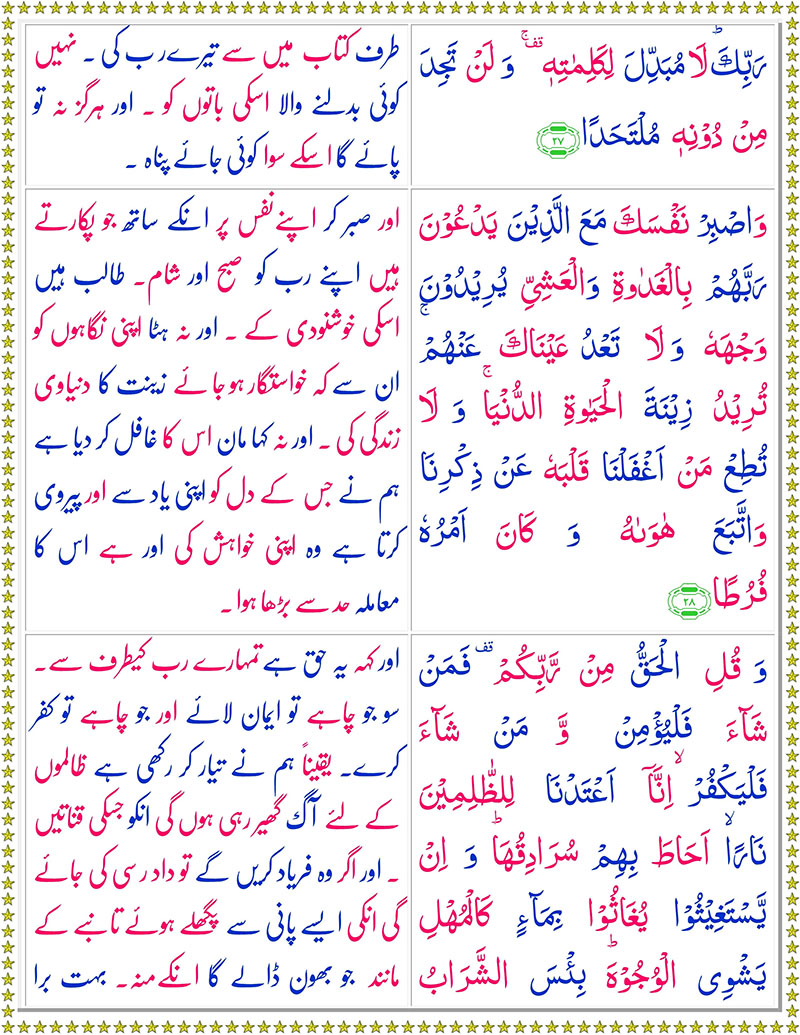 رَبِّكَ ؕ لَا مُبَدِّلَ لِكَلِمٰتِهٖ ۚ قف وَ لَنْ تَجِدَ
مِنْ دُوْنِهٖ مُلْتَحَدًا ﴿۲۷﴾
طرف کتاب میں سے تیرے رب کی ۔ نہیں
کوئی بدلنے والا اسکی باتوں کو ۔ اور ہرگز نہ تو
پائے گا اسکے سوا کوئی جائے پناہ ۔
وَاصْبِرْ نَفْسَكَ مَعَ الَّذِيْنَ يَدْعُوْنَ
رَبَّهُمْ بِالْغَدٰوةِ وَالْعَشِيِّ يُرِيْدُوْنَ
وَجْهَهٗ وَ لَا تَعْدُ عَيْنَاكَ عَنْهُمْ ۚ
تُرِيْدُ زِيْنَةَ الْحَيٰوةِ الدُّنْيَا ۚ وَ لَا
تُطِعْ مَنْ اَغْفَلْنَا قَلْبَهٗ عَنْ ذِكْرِنَا
وَاتَّبَعَ هَوٰىهُ وَ كَانَ اَمْرُهٗ
فُرُطًا ﴿۲۸﴾
اور صبر کر اپنے نفس پر انکے ساتھ جو پکارتے
ہیں اپنے رب کو صبح اور شام۔ طالب ہیں
اسکی خوشنودی کے ۔ اور نہ ہٹا اپنی نگاہوں کو
ان سے کہ خواستگار ہو جائے زینت کا دنیاوی
زندگی کی ۔ اور نہ کہا مان اس کا غافل کر دیا ہے
ہم نے جس کے دل کو اپنی یاد سے اور پیروی
کرتا ہے وہ اپنی خواہش کی اور ہے اس کا
معاملہ حد سے بڑھا ہوا ۔
وَ قُلِ الْحَقُّ مِنْ رَّبِّكُمْ ۫ قف فَمَنْ
شَآءَ فَلْيُؤْمِنْ وَّ مَنْ شَآءَ
فَلْيَكْفُرْ ۙ اِنَّآ اَعْتَدْنَا لِلظّٰلِمِيْنَ
نَارًا ۙ اَحَاطَ بِهِمْ سُرَادِقُهَا ؕ وَ اِنْ
يَّسْتَغِيْثُوْا يُغَاثُوْا بِمَآءٍ كَالْمُهْلِ
يَشْوِى الْوُجُوْهَ ؕ بِئْسَ الشَّرَابُ
اور کہہ یہ حق ہے تمہارے رب کیطرف سے ۔
سو جو چاہے تو ایمان لائے اور جو چاہے تو کفر
کرے۔ یقیناً ہم نے تیار کر رکھی ہے ظالموں
کے لئے آگ گھیر رہی ہوں گی انکو جسکی قناتیں
۔ اور اگر وہ فریاد کریں گے تو داد رسی کی جائے
گی انکی ایسے پانی سے پگھلے ہوئے تانبے کے
مانند جو بھون ڈالے گا انکے منہ۔ بہت برا